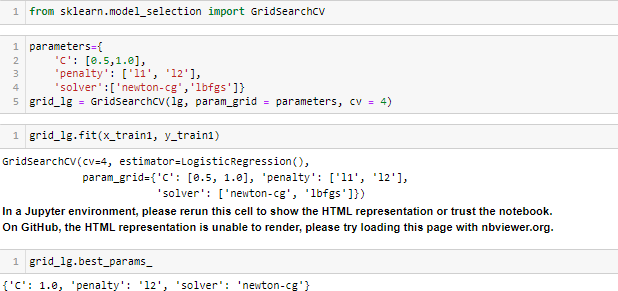 1 from sklearn.model_selection import GridSearchCV
1 parameters={
2 'C': [0.5,1.0],
3 'penalty': ['l1', 'l2'],
4 'solver':['newton-cg','lbfgs']}
5 grid_lg = GridSearchCV(lg, param_grid = parameters, cv = 4)
1 grid_lg.fit(x_train1, y_train1)
GridSearchCV(cv=4, estimator=LogisticRegression(),
param_grid={'C': [0.5, 1.0], 'penalty': ['l1', 'l2'],
'solver': ['newton-cg', 'lbfgs']})
In a Jupyter environment, please rerun this cell to show the HTML representation or trust the notebook.
On GitHub, the HTML representation is unable to render, please try loading this page with nbviewer.org.
1 grid_lg.best_params_
{'C': 1.0, 'penalty': 'l2', 'solver': 'newton-cg'}